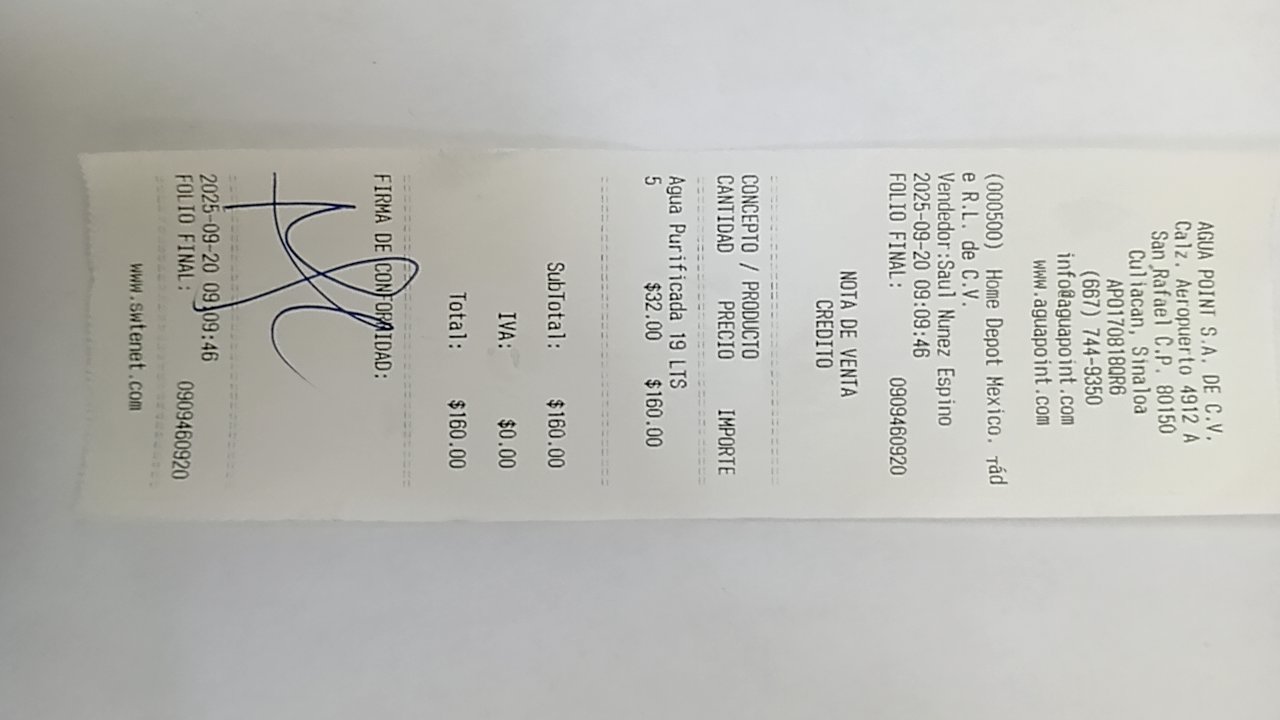 AGUA POINT S.A. DE C.V.
Calz. Aeropuerto 4912 A
San Rafael C.P. 80150
Culiacan, Sinaloa
APO170818QR6
(667) 744-9350
info@aguapoint.com
www.aguapoint.com
(000500) Home Depot Mexico, 
e R.L. de C.V.
Vendedor:Saul Nunez Espino
2025-09-20 09:09:46
FOLIO FINAL: 0909460920
NOTA DE VENTA
CREDITO
CONCEPTO / PRODUCTO
CANTIDAD PRECIO IMPORTE
Agua Purificada 19 LTS
5 $32.00 $160.00
SubTotal: $160.00
IVA: $0.00
Total: $160.00
FIRMA DE CONFORMIDAD:
2025-09-20 09:09:46
FOLIO FINAL: 0909460920
www.swtenet.com